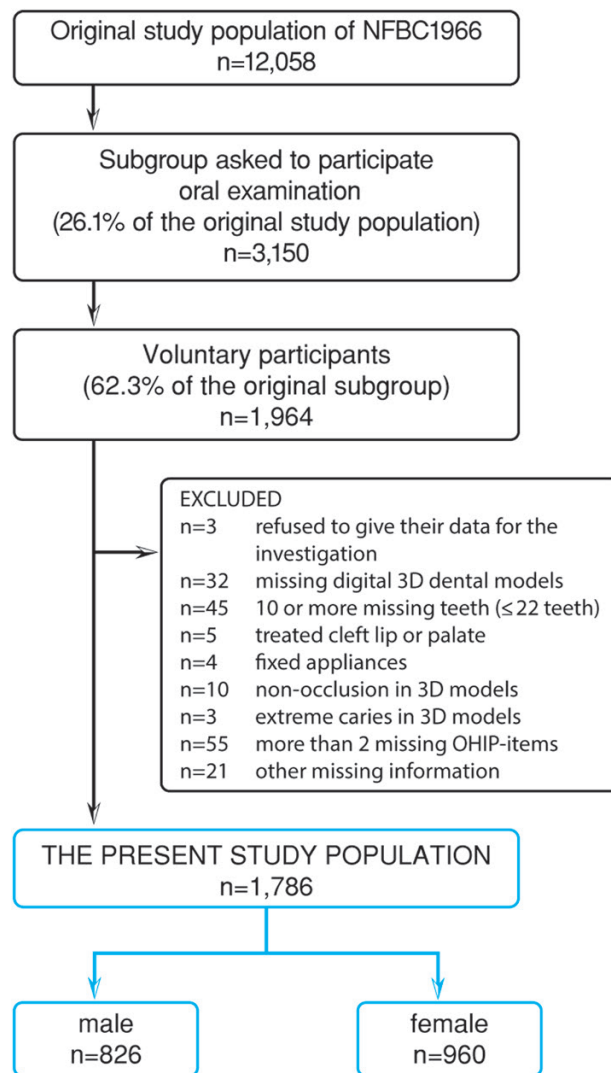 Original study population of NFBC1966
n=12,058
Subgroup asked to participate
oral examination
(26.1% of the original study population)
n=3,150
Voluntary participants
(62.3% of the original subgroup)
n=1,964
EXCLUDED
n=3 refused to give their data for the
investigation
n=32 missing digital 3D dental models
n=45 10 or more missing teeth (≤22 teeth)
n=5 treated cleft lip or palate
n=4 fixed appliances
n=10 non-occlusion in 3D models
n=3 extreme caries in 3D models
n=55 more than 2 missing OHIP-items
n=21 other missing information
THE PRESENT STUDY POPULATION
n=1,786
male
n=826
female
n=960